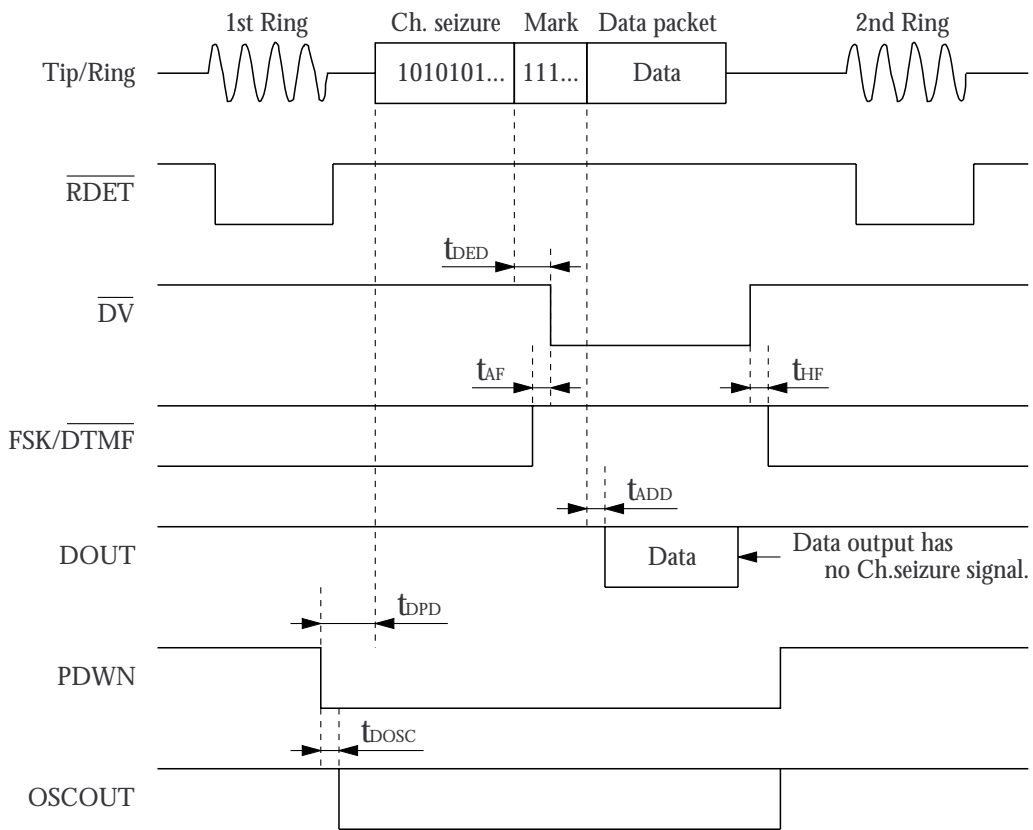 1st Ring Ch. seizure Mark Data packet 2nd Ring
Tip/Ring 1010101... 111... Data
RDET
tDED
DV
tAF tHF
FSK/DTMF
tADD
DOUT Data Data output has
no Ch.seizure signal.
tDPD
PDWN
tDOSC
OSCOUT